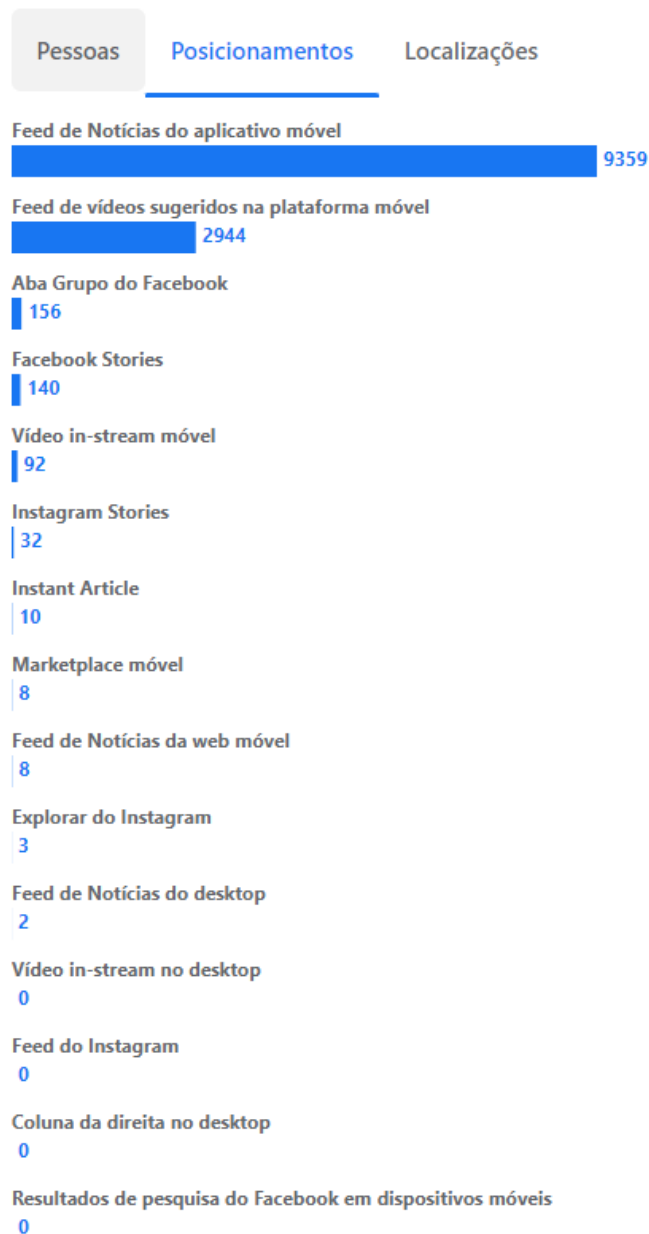 Pessoas Posicionamentos Localizações
Feed de Notícias do aplicativo móvel
9359
Feed de vídeos sugeridos na plataforma móvel
2944
Aba Grupo do Facebook
156
Facebook Stories
140
Vídeo in-stream móvel
92
Instagram Stories
32
Instant Article
10
Marketplace móvel
8
Feed de Notícias da web móvel
8
Explorar do Instagram
3
Feed de Notícias do desktop
2
Vídeo in-stream no desktop
0
Feed do Instagram
0
Coluna da direita no desktop
0
Resultados de pesquisa do Facebook em dispositivos móveis
0